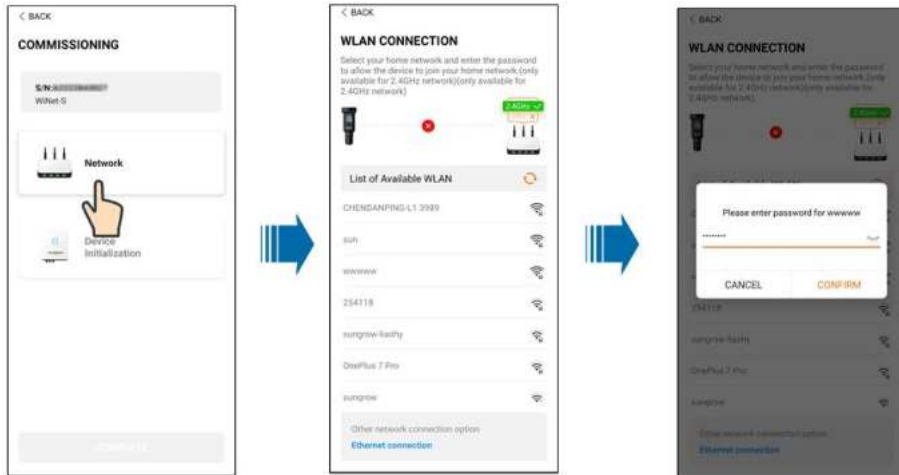 < BACK
COMMISSIONING
S/N:
WiNet-S
Network
Device
Initialization
< BACK
WLAN CONNECTION
Select your home network and enter the password
to allow the device to join your home network.(only
available for 2.4GHz network)(only available for
2.4GHz network)
2.4GHz
List of Available WLAN
CHENDANPING-L1 3989
sun
wwwww
254118
sungrow-liashy
OnePlus 7 Pro
sungrow
Other network connection option
Ethernet connection
< BACK
WLAN CONNECTION
Select your home network and enter the password
to allow the device to join your home network.(only
available for 2.4GHz network)(only available for
2.4GHz network)
Please enter password for wwwww
CANCEL
CONFIRM
254118
sungrow-liashy
OnePlus 7 Pro
sungrow
Other network connection option
Ethernet connection